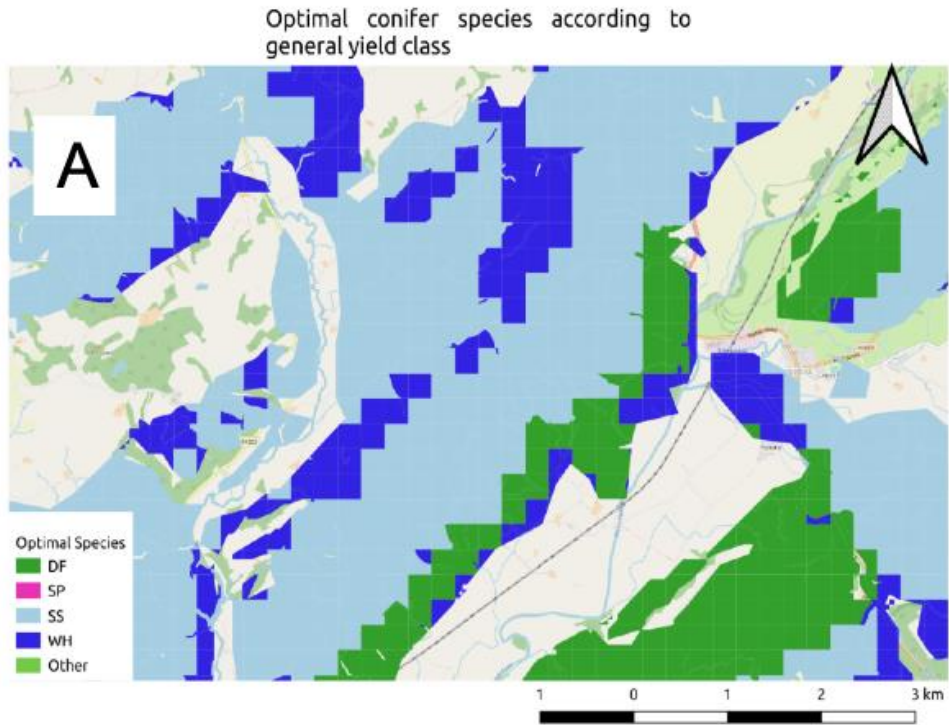 Optimal conifer species according to
general yield class
A
Optimal Species
DF
SP
SS
WH
Other
1 0 1 2 3 km